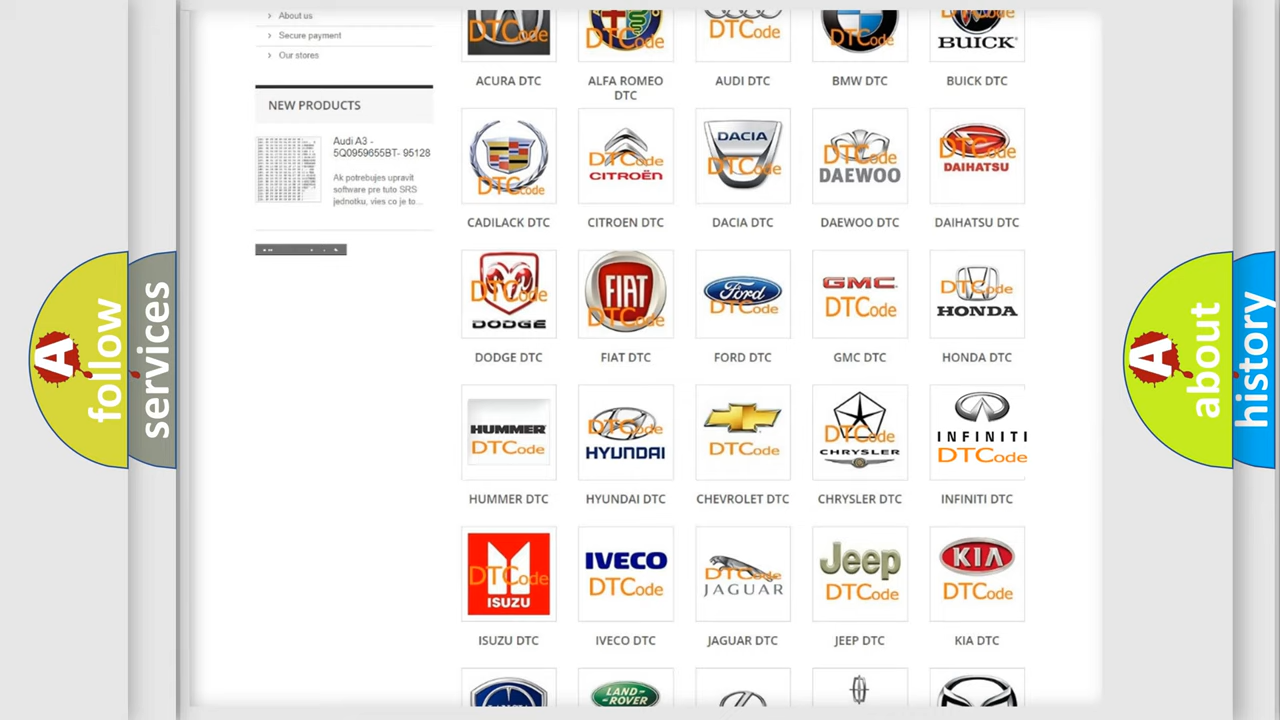 About us
Secure payment
Our stores
NEW PRODUCTS
Audi A3 -
5Q0959655BT- 95128
Ak potrebujes upravit
software pre tuto SRS
jednotku, vies co je to...
DTCode
DTCode
DTCode
DTCode
BUICK
ACURA DTC
ALFA ROMEO
DTC
AUDI DTC
BMW DTC
BUICK DTC
DTCode
DTCode
CITROËN
DACIA
DTCode
DTCode
DAEWOO
DTCode
DAIHATSU
CADILACK DTC
CITROEN DTC
DACIA DTC
DAEWOO DTC
DAIHATSU DTC
DTCode
DODGE
FIAT
DTCode
Ford
DTCode
GMC
DTCode
DTCode
HONDA
DODGE DTC
FIAT DTC
FORD DTC
GMC DTC
HONDA DTC
HUMMER
DTCode
DTCode
HYUNDAI
DTCode
DTCode
CHRYSLER
INFINITI
DTCode
HUMMER DTC
HYUNDAI DTC
CHEVROLET DTC
CHRYSLER DTC
INFINITI DTC
DTCode
ISUZU
IVECO
DTCode
DTCode
JAGUAR
Jeep
DTCode
KIA
DTCode
ISUZU DTC
IVECO DTC
JAGUAR DTC
JEEP DTC
KIA DTC
LAND-
ROVER
A follow
services
A about
history